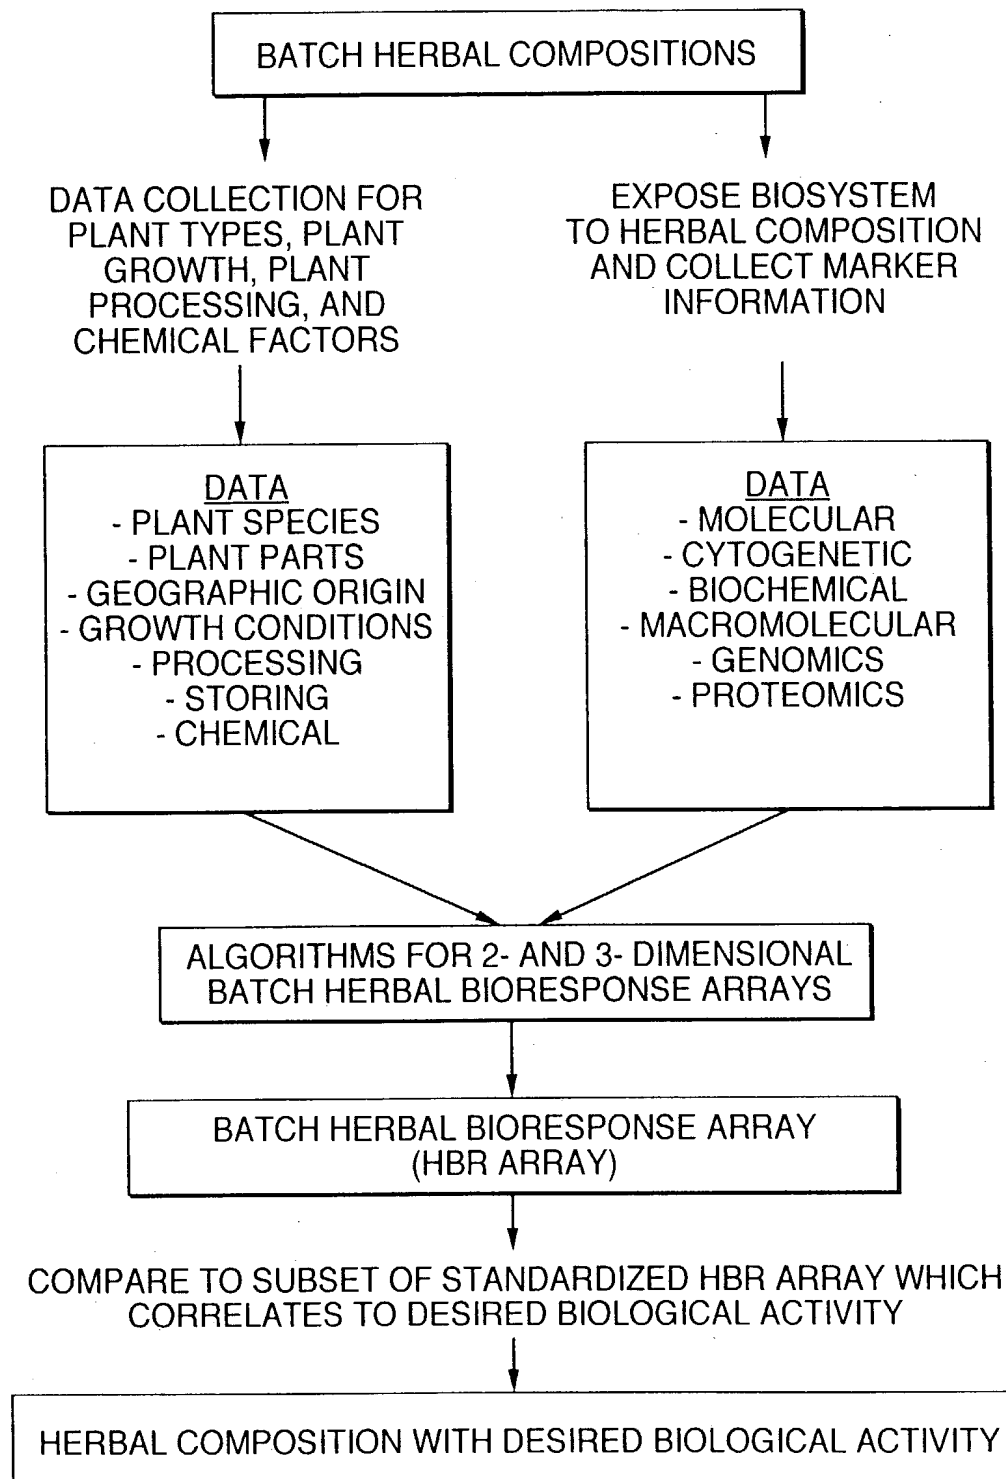 BATCH HERBAL COMPOSITIONS
DATA COLLECTION FOR
PLANT TYPES, PLANT
GROWTH, PLANT
PROCESSING, AND
CHEMICAL FACTORS
EXPOSE BIOSYSTEM
TO HERBAL COMPOSITION
AND COLLECT MARKER
INFORMATION
DATA
- PLANT SPECIES
- PLANT PARTS
- GEOGRAPHIC ORIGIN
- GROWTH CONDITIONS
- PROCESSING
- STORING
- CHEMICAL
DATA
- MOLECULAR
- CYTOGENETIC
- BIOCHEMICAL
- MACROMOLECULAR
- GENOMICS
- PROTEOMICS
ALGORITHMS FOR 2- AND 3- DIMENSIONAL
BATCH HERBAL BIORESPONSE ARRAYS
BATCH HERBAL BIORESPONSE ARRAY
(HBR ARRAY)
COMPARE TO SUBSET OF STANDARDIZED HBR ARRAY WHICH
CORRELATES TO DESIRED BIOLOGICAL ACTIVITY
HERBAL COMPOSITION WITH DESIRED BIOLOGICAL ACTIVITY